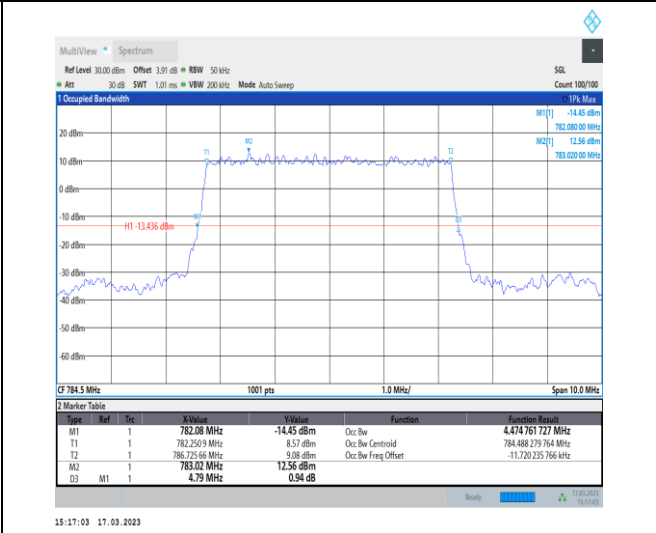 MultiView Spectrum
Ref Level 30.00 dBm Offset 3.91 dB RBW 50 kHz SGL
Att 30 dB SWT 1.01 ms VBW 200 kHz Mode Auto Sweep Count 100/100
1 Occupied Bandwidth 1Pk Max
M1[1] -14.45 dBm
782.080 00 MHz
M2[1] 12.56 dBm
783.020 00 MHz
20 dBm
M2
T1 T2
10 dBm
0 dBm
-10 dBm
M1 D3
H1 -13.436 dBm
-20 dBm
-30 dBm
-40 dBm
-50 dBm
-60 dBm
CF 784.5 MHz 1001 pts 1.0 MHz/ Span 10.0 MHz
2 Marker Table
Type Ref Trc X-Value Y-Value Function Function Result
M1 1 782.08 MHz -14.45 dBm Occ Bw 4.474 761 727 MHz
T1 1 782.250 9 MHz 8.57 dBm Occ Bw Centroid 784.488 279 764 MHz
T2 1 786.725 66 MHz 9.08 dBm Occ Bw Freq Offset -11.720 235 766 kHz
M2 1 783.02 MHz 12.56 dBm
D3 M1 1 4.79 MHz 0.94 dB
Ready 17.03.2023
15:17:03
15:17:03 17.03.2023